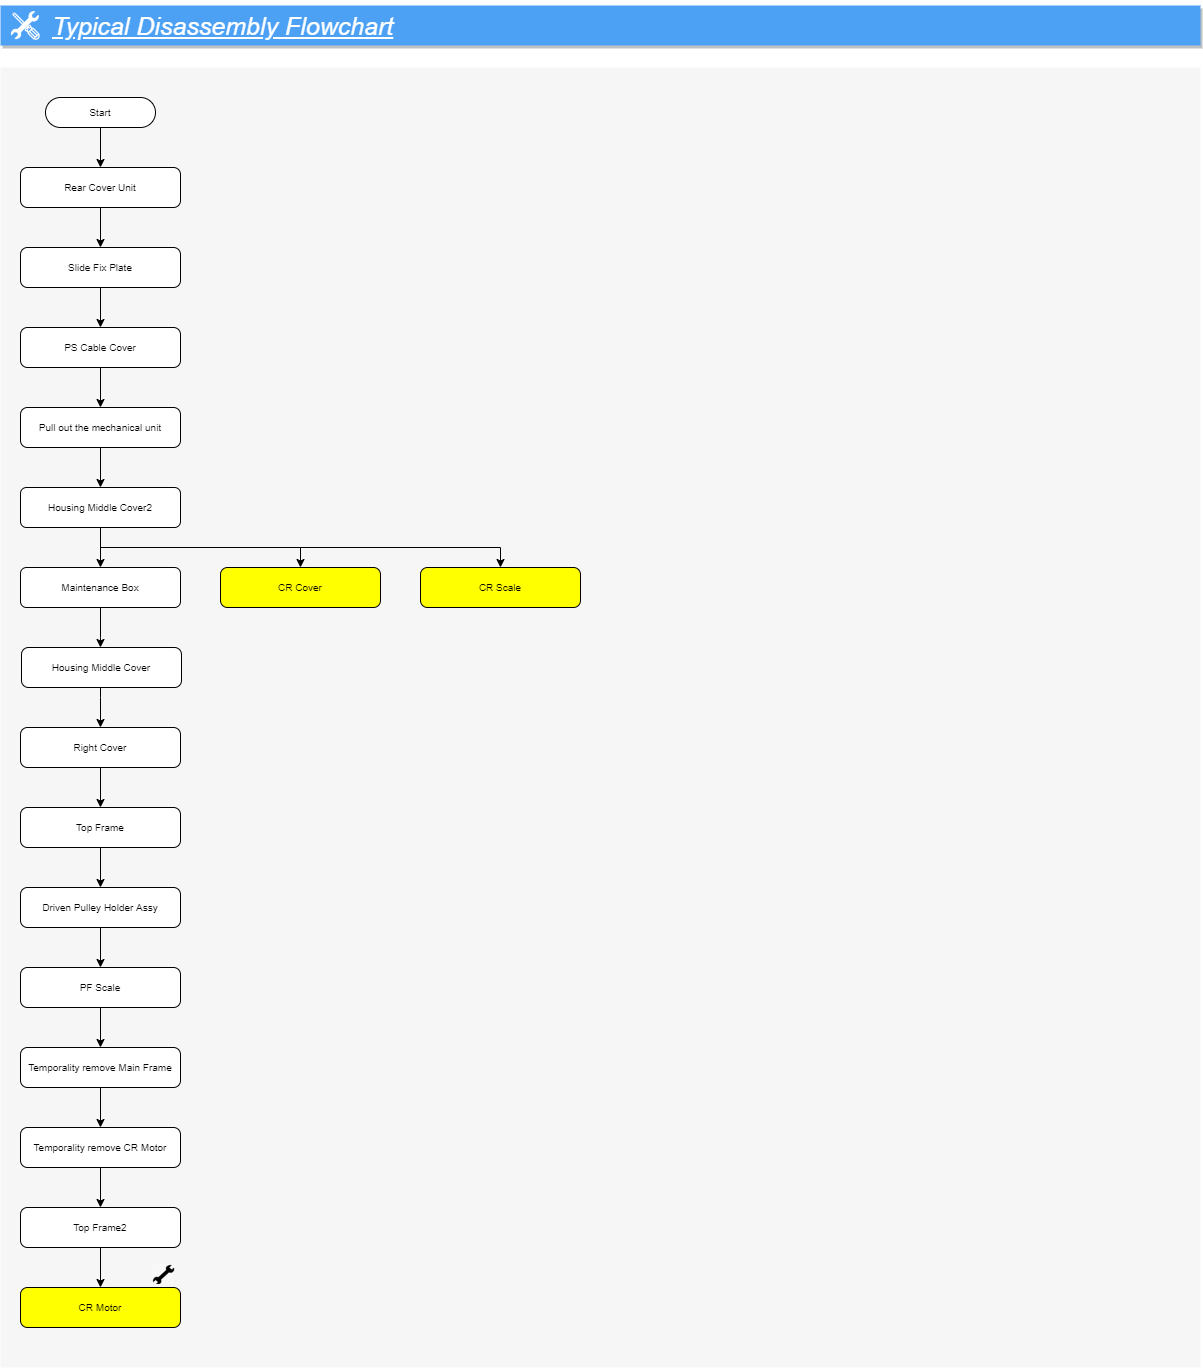 Typical Disassembly Flowchart
Start
Rear Cover Unit
Slide Fix Plate
PS Cable Cover
Pull out the mechanical unit
Housing Middle Cover2
Maintenance Box
CR Cover
CR Scale
Housing Middle Cover
Right Cover
Top Frame
Driven Pulley Holder Assy
PF Scale
Temporality remove Main Frame
Temporality remove CR Motor
Top Frame2
CR Motor